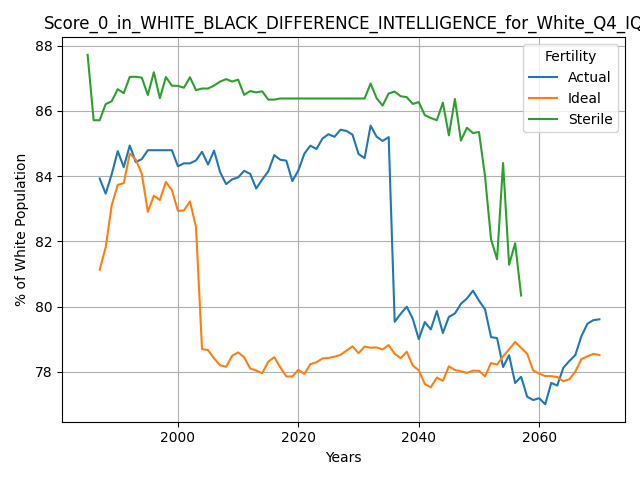 Score_0_in_WHITE_BLACK_DIFFERENCE_INTELLIGENCE_for_White_Q4_IQ
Fertility
Actual
Ideal
Sterile
% of White Population
88
86
84
82
80
78
2000
2020
2040
2060
Years